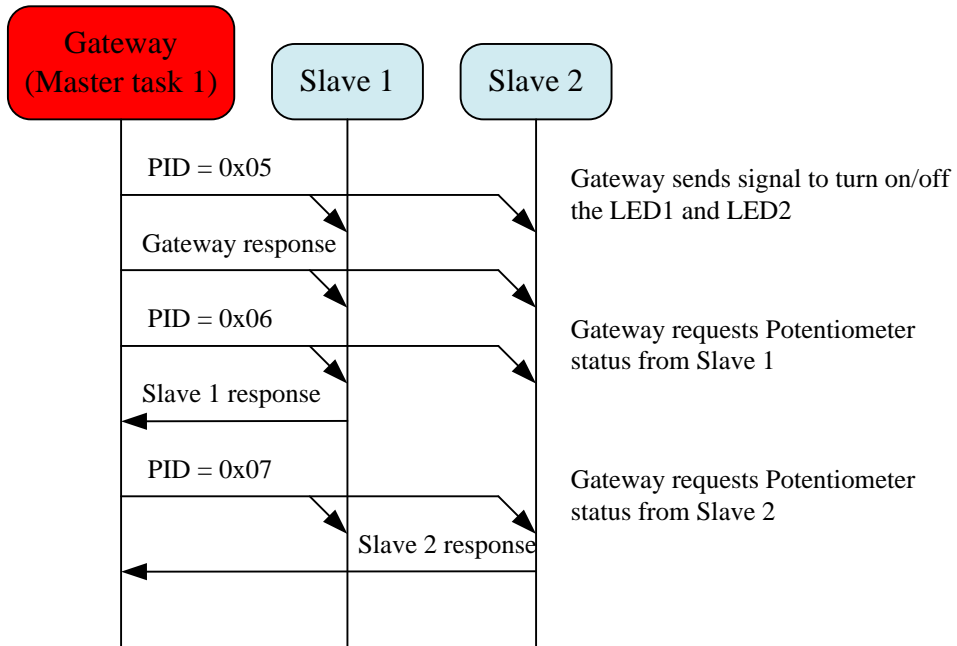 Gateway
(Master task 1)
Slave 1
Slave 2
PID = 0x05
Gateway sends signal to turn on/off
the LED1 and LED2
Gateway response
PID = 0x06
Gateway requests Potentiometer
status from Slave 1
Slave 1 response
PID = 0x07
Gateway requests Potentiometer
status from Slave 2
Slave 2 response